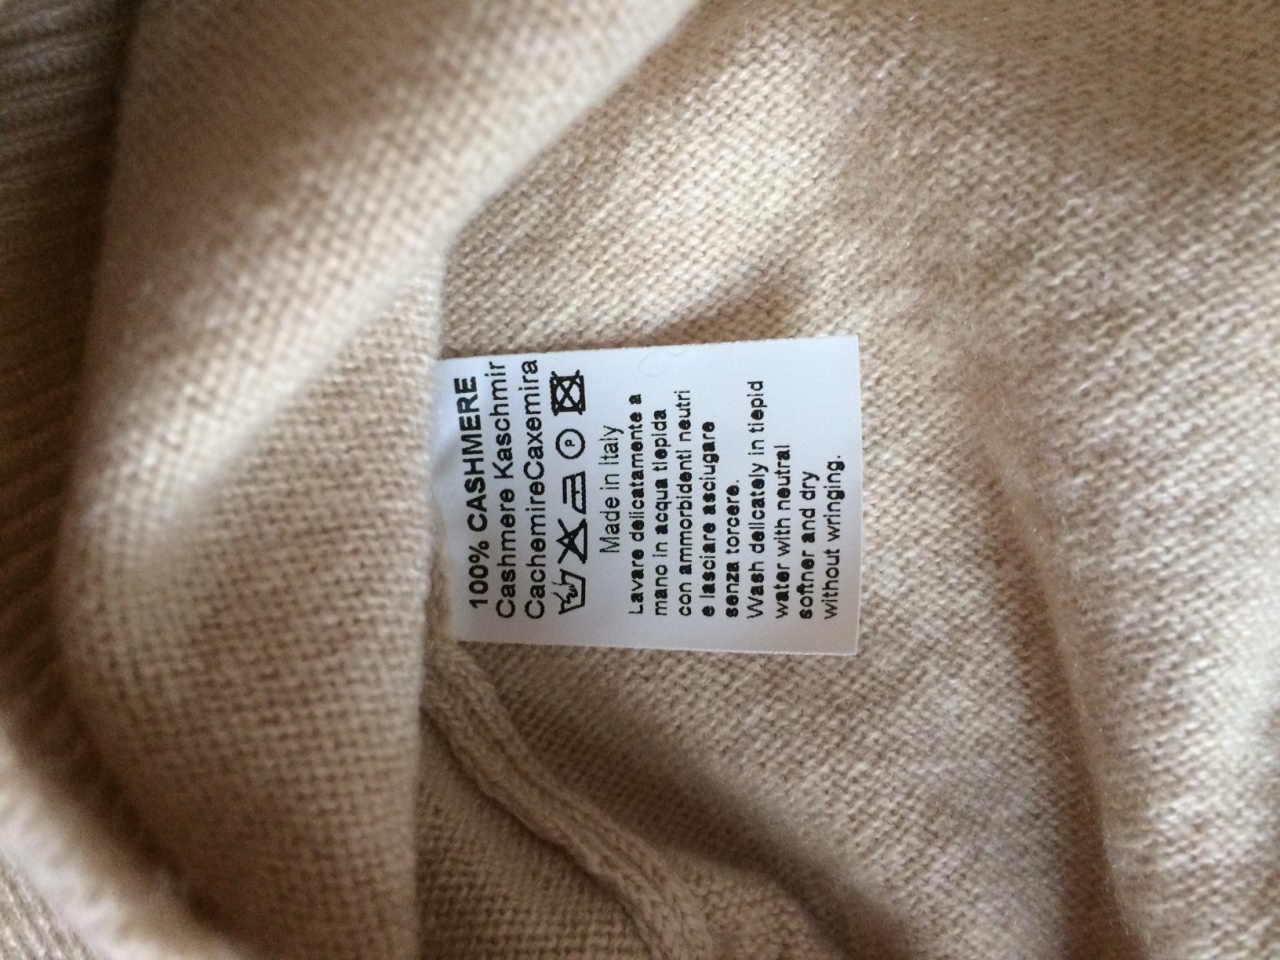 100% CASHMERE
Cashmere Kaschmir
CachemireCaxemira
P
Made in Italy
Lavare delicatamente a
mano in acqua tiepida
con ammorbidenti neutri
e lasciare asciugare
senza torcere.
Wash delicately in tiepid
water with neutral
softner and dry
without wringing.